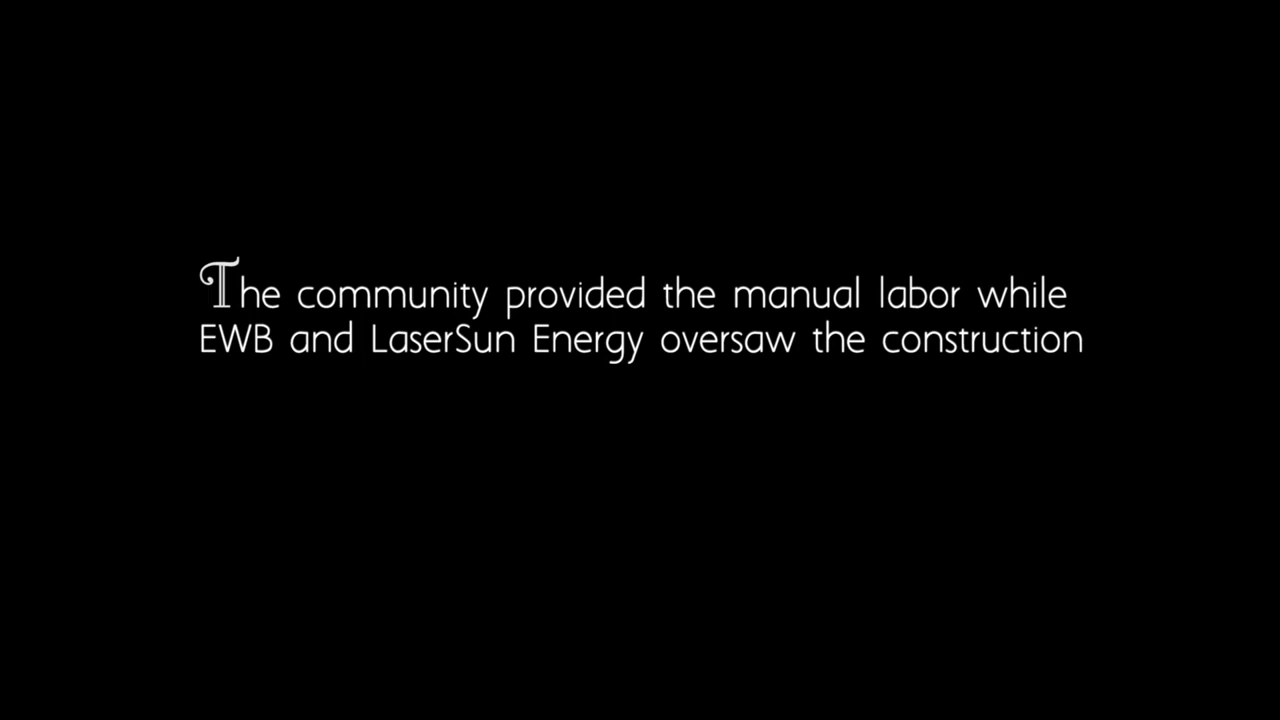 The community provided the manual labor while
EWB and LaserSun Energy oversaw the construction